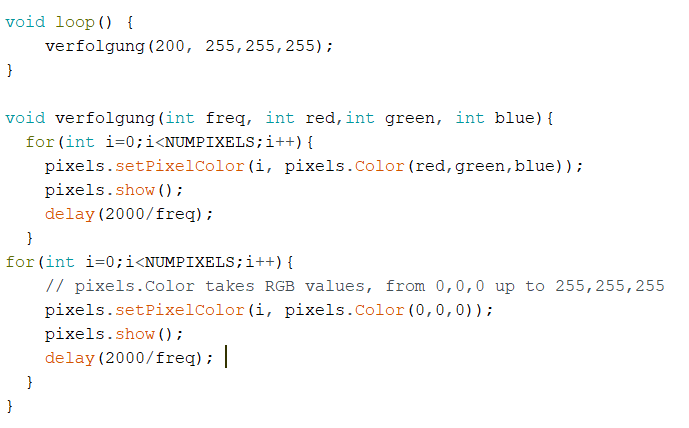 void loop() {
    verfolgung(200, 255,255,255);
}

void verfolgung(int freq, int red,int green, int blue){
  for(int i=0;i<NUMPIXELS;i++){
    pixels.setPixelColor(i, pixels.Color(red,green,blue));
    pixels.show();
    delay(2000/freq);
  }
for(int i=0;i<NUMPIXELS;i++){
    // pixels.Color takes RGB values, from 0,0,0 up to 255,255,255
    pixels.setPixelColor(i, pixels.Color(0,0,0));
    pixels.show();
    delay(2000/freq);
  }
}